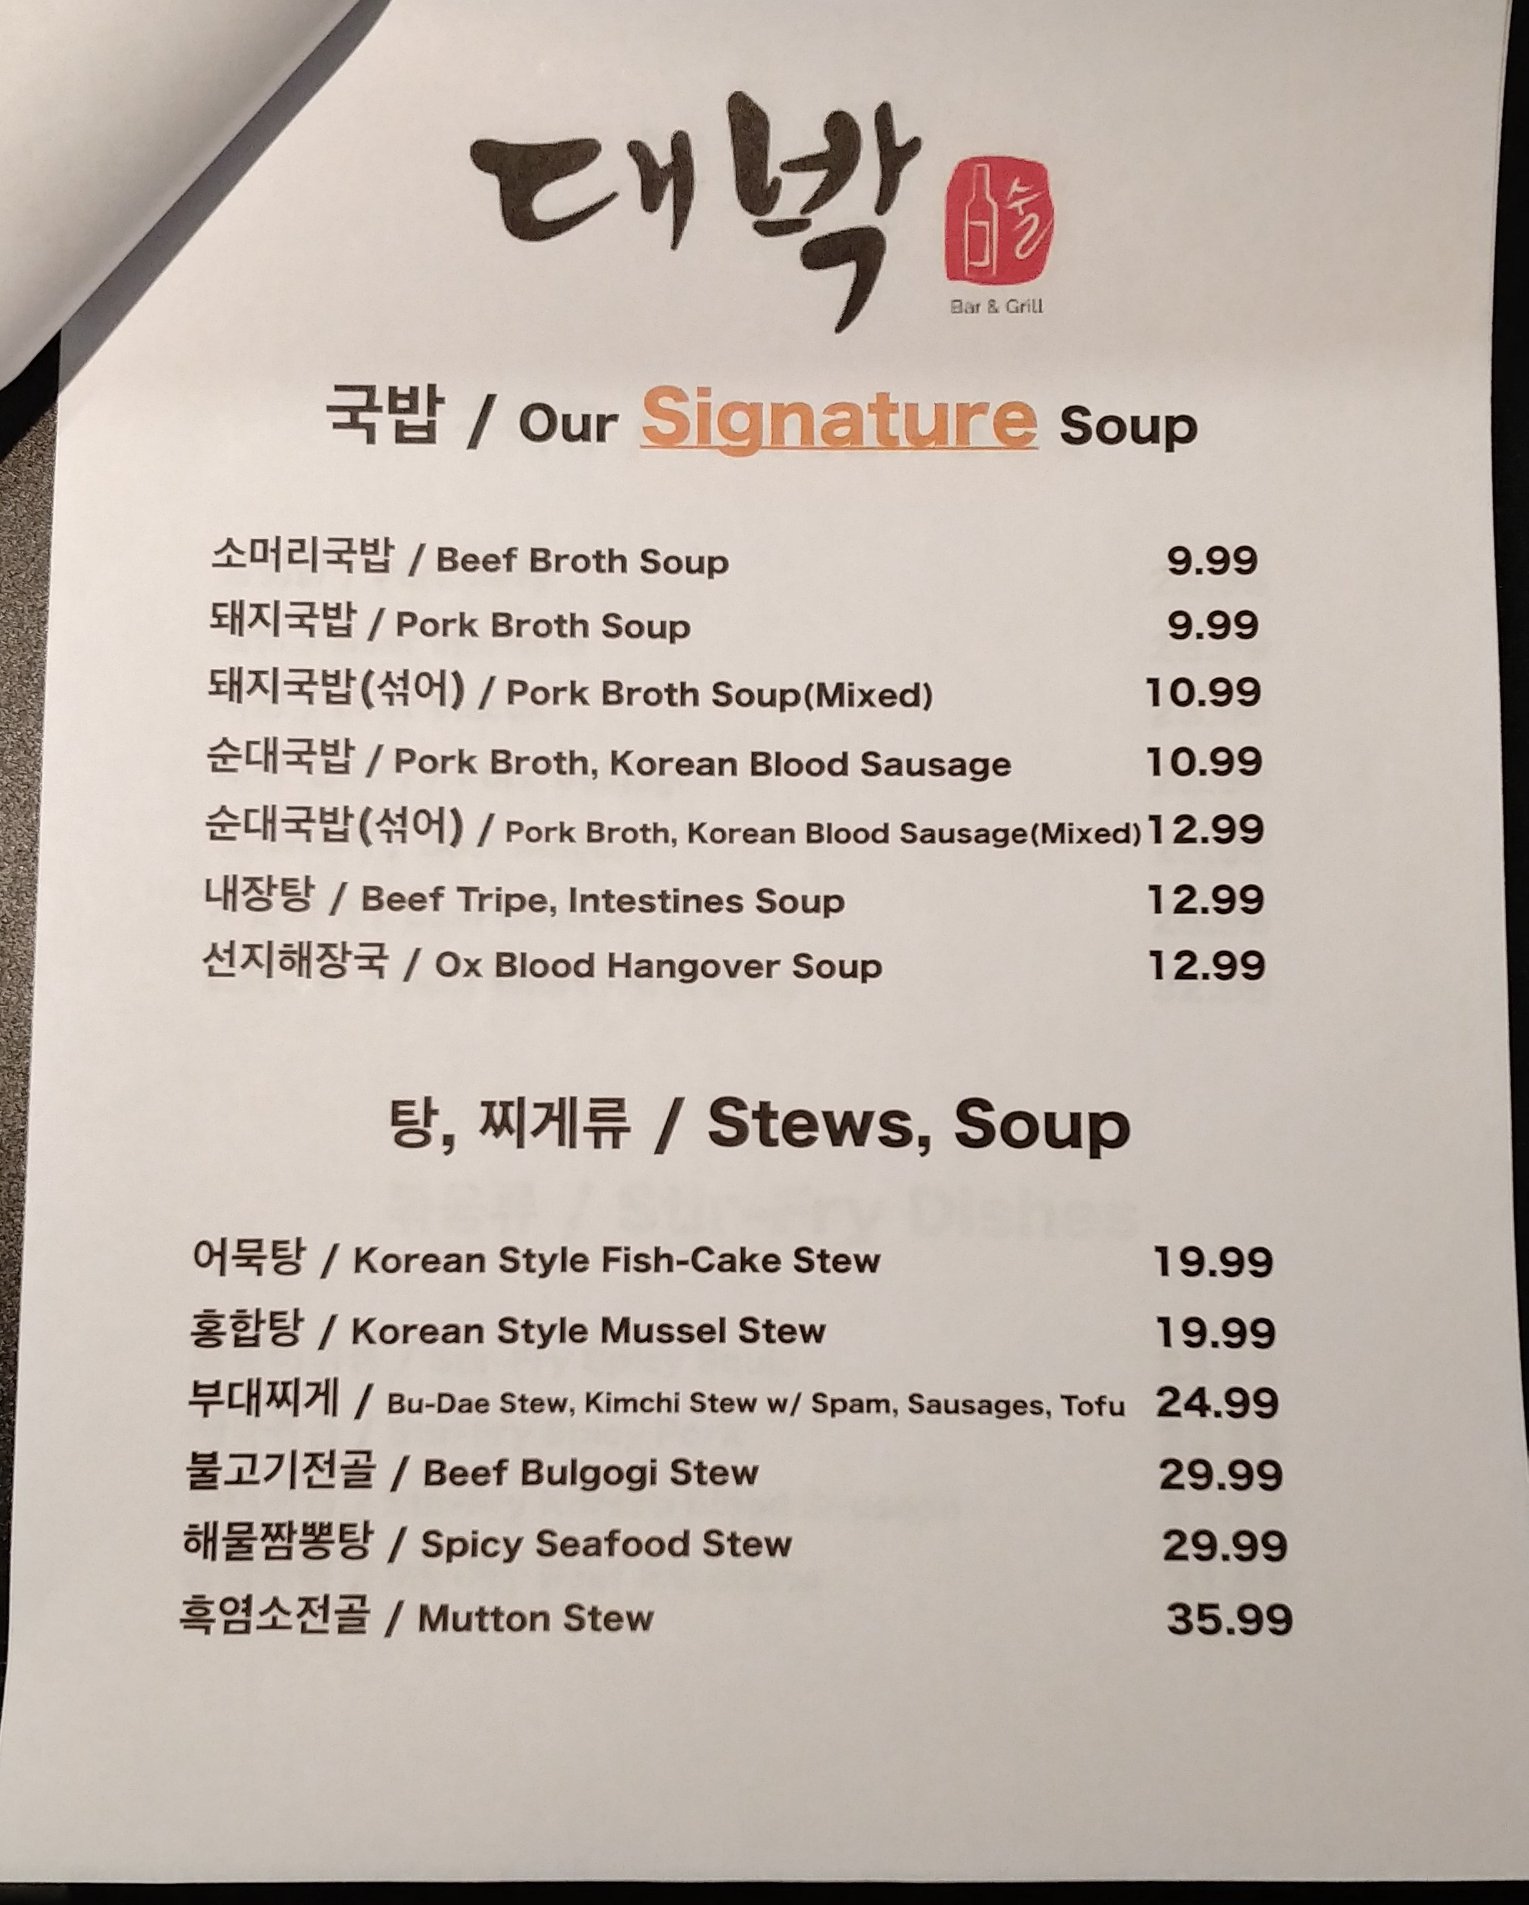 대박
술
Bar & Grill
국밥 / Our Signature Soup
소머리국밥 / Beef Broth Soup 9.99
돼지국밥 / Pork Broth Soup 9.99
돼지국밥(섞어) / Pork Broth Soup(Mixed) 10.99
순대국밥 / Pork Broth, Korean Blood Sausage 10.99
순대국밥(섞어) / Pork Broth, Korean Blood Sausage(Mixed) 12.99
내장탕 / Beef Tripe, Intestines Soup 12.99
선지해장국 / Ox Blood Hangover Soup 12.99
탕, 찌게류 / Stews, Soup
어묵탕 / Korean Style Fish-Cake Stew 19.99
홍합탕 / Korean Style Mussel Stew 19.99
부대찌게 / Bu-Dae Stew, Kimchi Stew w/ Spam, Sausages, Tofu 24.99
불고기전골 / Beef Bulgogi Stew 29.99
해물짬뽕탕 / Spicy Seafood Stew 29.99
흑염소전골 / Mutton Stew 35.99